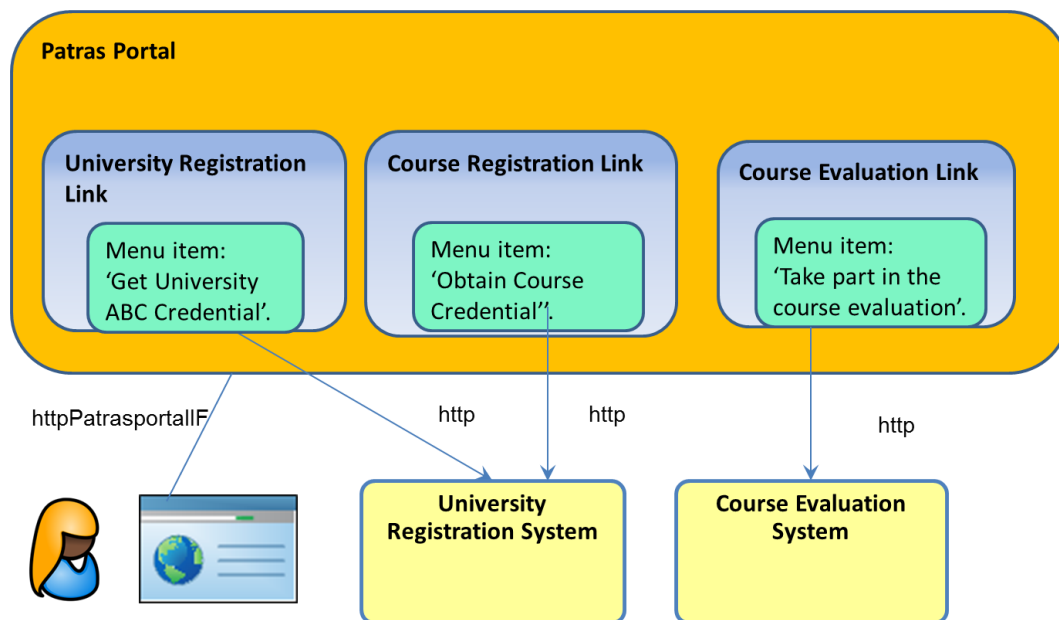 Patras Portal
University Registration
Link
Menu item:
‘Get University
ABC Credential’.
Course Registration Link
Menu item:
‘Obtain Course
Credential’’.
Course Evaluation Link
Menu item:
‘Take part in the
course evaluation’.
httpPatrasportalIF
http
http
http
University
Registration System
Course Evaluation
System